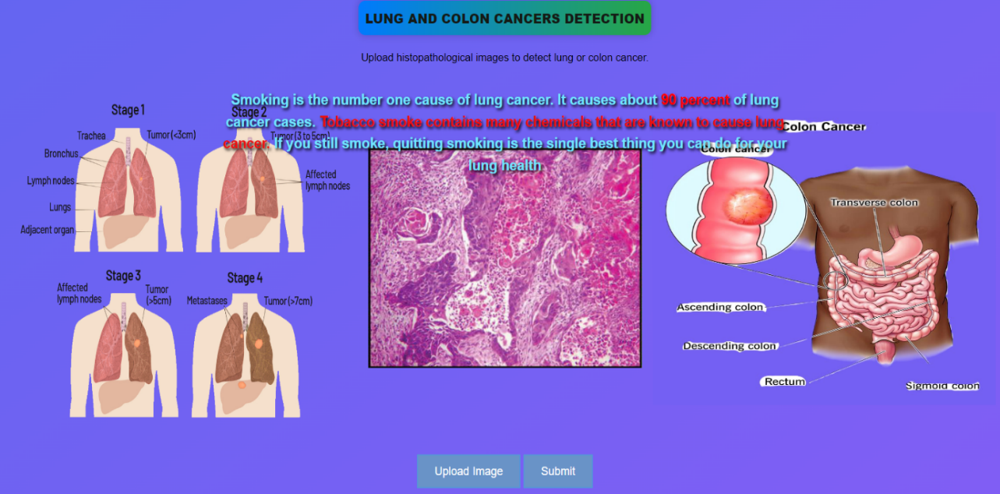 LUNG AND COLON CANCERS DETECTION
Upload histopathological images to detect lung or colon cancer.
Smoking is the number one cause of lung cancer. It causes about 90 percent of lung
cancer cases. Tobacco smoke contains many chemicals that are known to cause lung
cancer. If you still smoke, quitting smoking is the single best thing you can do for your
lung health
Stage 1
Trachea
Tumor (<3cm)
Bronchus
Lymph nodes
Lungs
Adjacent organ
Stage 2
Tumor (3 to 5cm)
Affected
lymph nodes
Stage 3
Affected
lymph nodes
Tumor
(>5cm)
Stage 4
Metastases
Tumor (>7cm)
Colon Cancer
Colon cancer
Transverse colon
Ascending colon
Descending colon
Rectum
Sigmoid colon
Upload Image
Submit